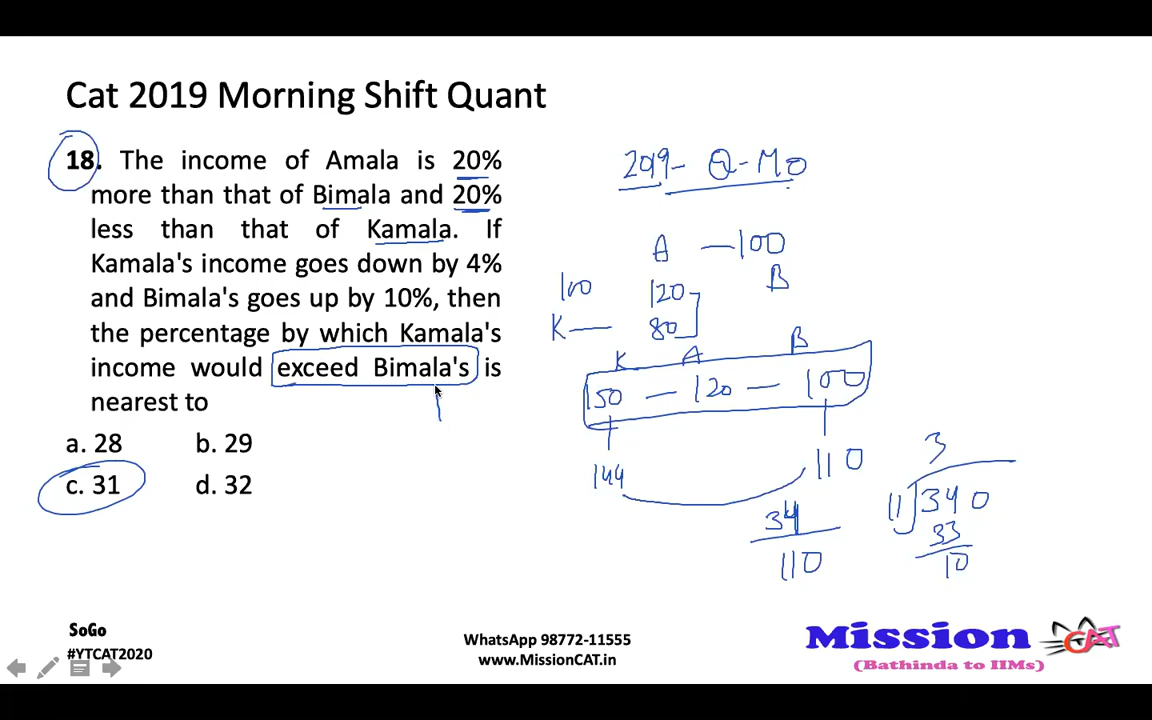 Cat 2019 Morning Shift Quant
18. The income of Amala is 20%
more than that of Bimala and 20%
less than that of Kamala. If
Kamala's income goes down by 4%
and Bimala's goes up by 10%, then
the percentage by which Kamala's
income would exceed Bimala's is
nearest to
a. 28 b. 29
c. 31 d. 32
2019- Q-MO
A — 100
100 120 B
K — 80
K A B
150 — 120 — 100
144 110
34
110
3
11 340
33
10
SoGo
#YTCAT2020
WhatsApp 98772-11555
www.MissionCAT.in
Mission CAT
(Bathinda to IIMs)